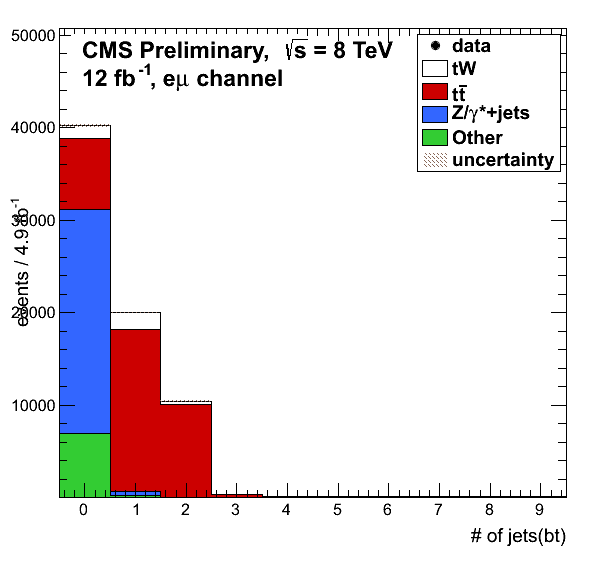 CMS Preliminary, √s = 8 TeV
12 fb⁻¹, eμ channel
data
tW
tt̄
Z/γ*+jets
Other
uncertainty
events / 4.9 fb⁻¹
50000
40000
30000
20000
10000
0 1 2 3 4 5 6 7 8 9
# of jets(bt)